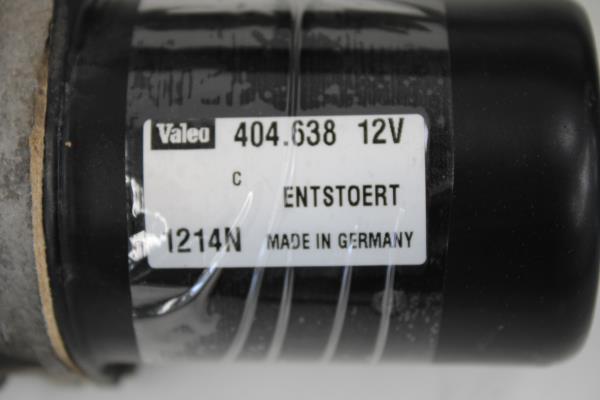 Valeo 404.638 12V
C
ENTSTOERT
1214N MADE IN GERMANY